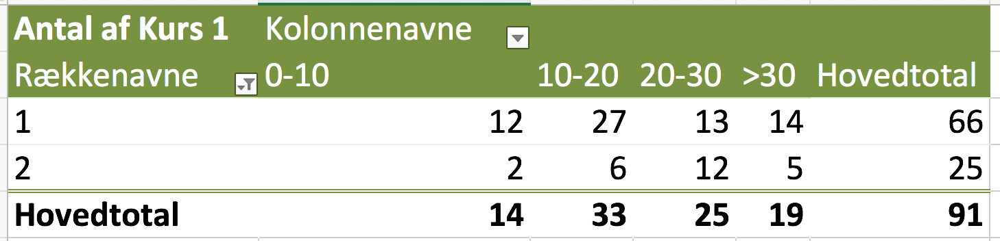 Antal af Kurs 1 Kolonnenavne
Rækkenavne 0-10 10-20 20-30 >30 Hovedtotal
1 12 27 13 14 66
2 2 6 12 5 25
Hovedtotal 14 33 25 19 91